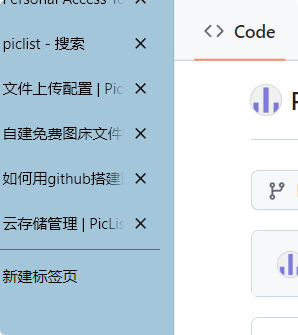 Personal Access To
piclist - 搜索
文件上传配置 | Pic
自建免费图床文件
如何用github搭建
云存储管理 | PicLis
新建标签页
Code